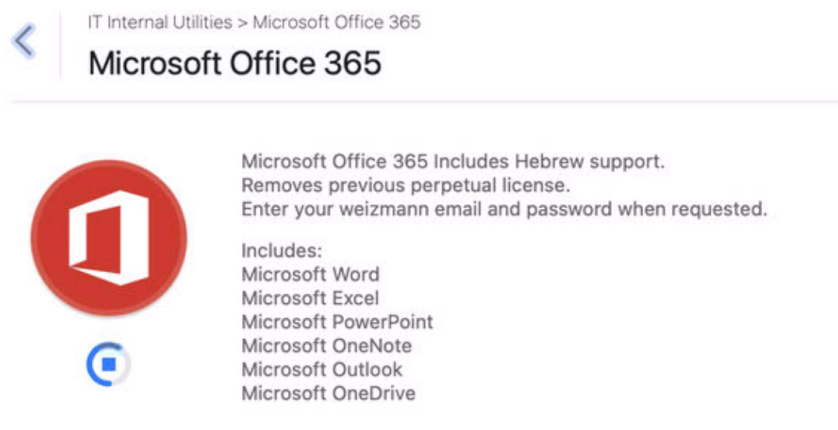 IT Internal Utilities > Microsoft Office 365
Microsoft Office 365
Microsoft Office 365 Includes Hebrew support.
Removes previous perpetual license.
Enter your weizmann email and password when requested.
Includes:
Microsoft Word
Microsoft Excel
Microsoft PowerPoint
Microsoft OneNote
Microsoft Outlook
Microsoft OneDrive